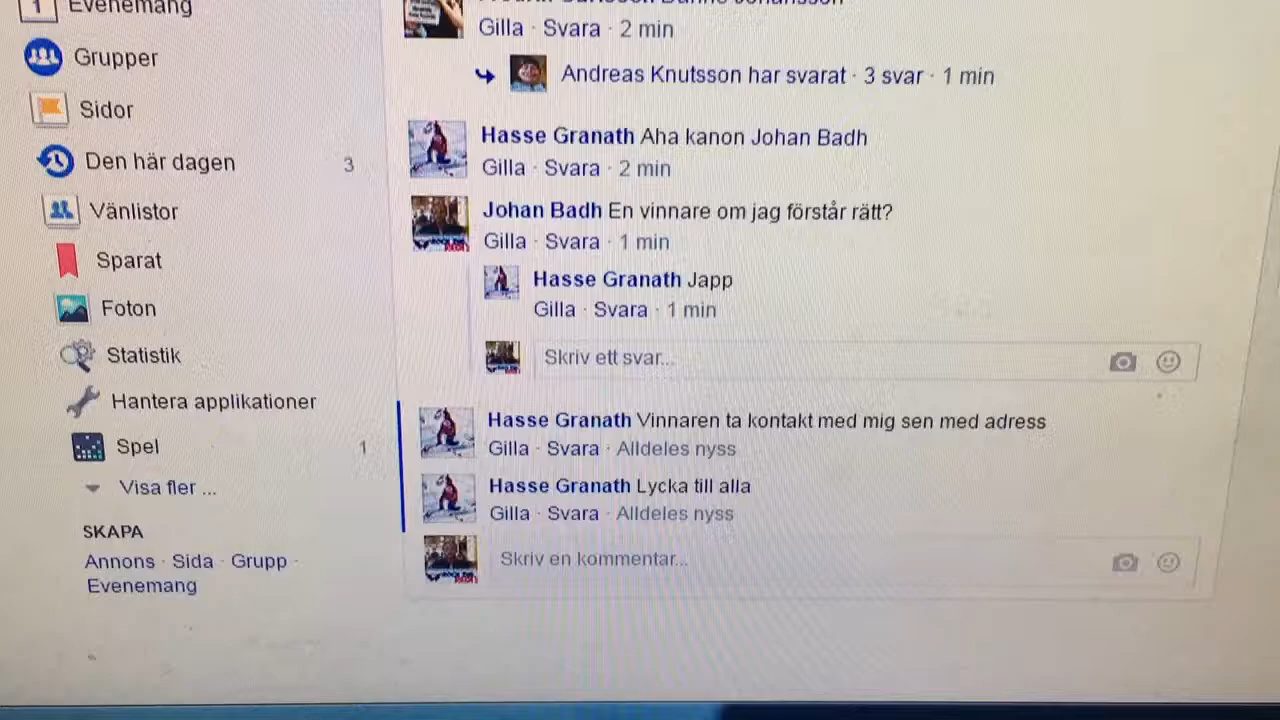 1 Evenemang
Gilla · Svara · 2 min
Grupper
Andreas Knutsson har svarat · 3 svar · 1 min
Sidor
Hasse Granath Aha kanon Johan Badh
Gilla · Svara · 2 min
Den här dagen 3
Vänlistor
Johan Badh En vinnare om jag förstår rätt?
Gilla · Svara · 1 min
Sparat
Hasse Granath Japp
Gilla · Svara · 1 min
Foton
Statistik
Skriv ett svar...
Hantera applikationer
Hasse Granath Vinnaren ta kontakt med mig sen med adress
Gilla · Svara · Alldeles nyss
Spel 1
Visa fler ...
Hasse Granath Lycka till alla
Gilla · Svara · Alldeles nyss
SKAPA
Annons · Sida · Grupp ·
Evenemang
Skriv en kommentar...